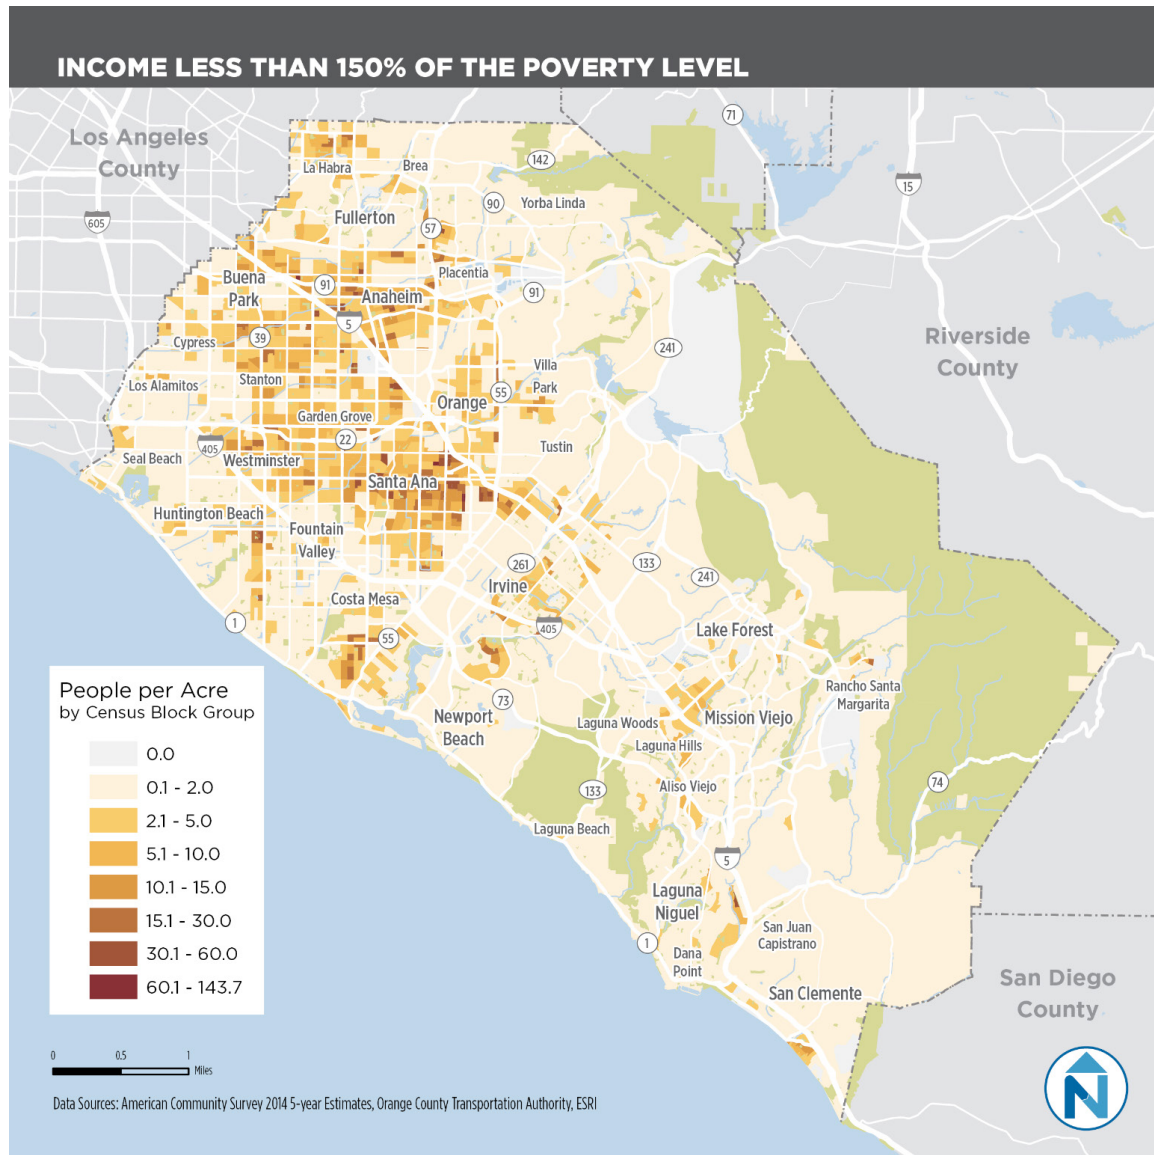 INCOME LESS THAN 150% OF THE POVERTY LEVEL
Los Angeles
County
71
15
605
La Habra
Brea
142
90
Yorba Linda
Fullerton
57
Buena
Park
91
Anaheim
Placentia
91
5
Cypress
39
241
Riverside
County
Los Alamitos
Stanton
Villa
Park
55
Orange
Garden Grove
22
405
Seal Beach
Westminster
Tustin
Santa Ana
Huntington Beach
Fountain
Valley
261
133
241
Irvine
Costa Mesa
1
55
405
Lake Forest
Rancho Santa
Margarita
73
Newport
Beach
Laguna Woods
Mission Viejo
Laguna Hills
133
Aliso Viejo
74
Laguna Beach
5
Laguna
Niguel
San Juan
Capistrano
1
Dana
Point
San Clemente
San Diego
County
People per Acre
by Census Block Group
0.0
0.1 - 2.0
2.1 - 5.0
5.1 - 10.0
10.1 - 15.0
15.1 - 30.0
30.1 - 60.0
60.1 - 143.7
0 0.5 1
Miles
Data Sources: American Community Survey 2014 5-year Estimates, Orange County Transportation Authority, ESRI
N